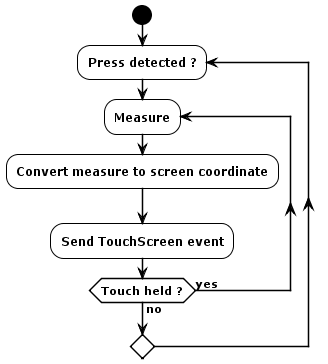 Press detected ?
Measure
Convert measure to screen coordinate
Send TouchScreen event
Touch held ?
yes
no